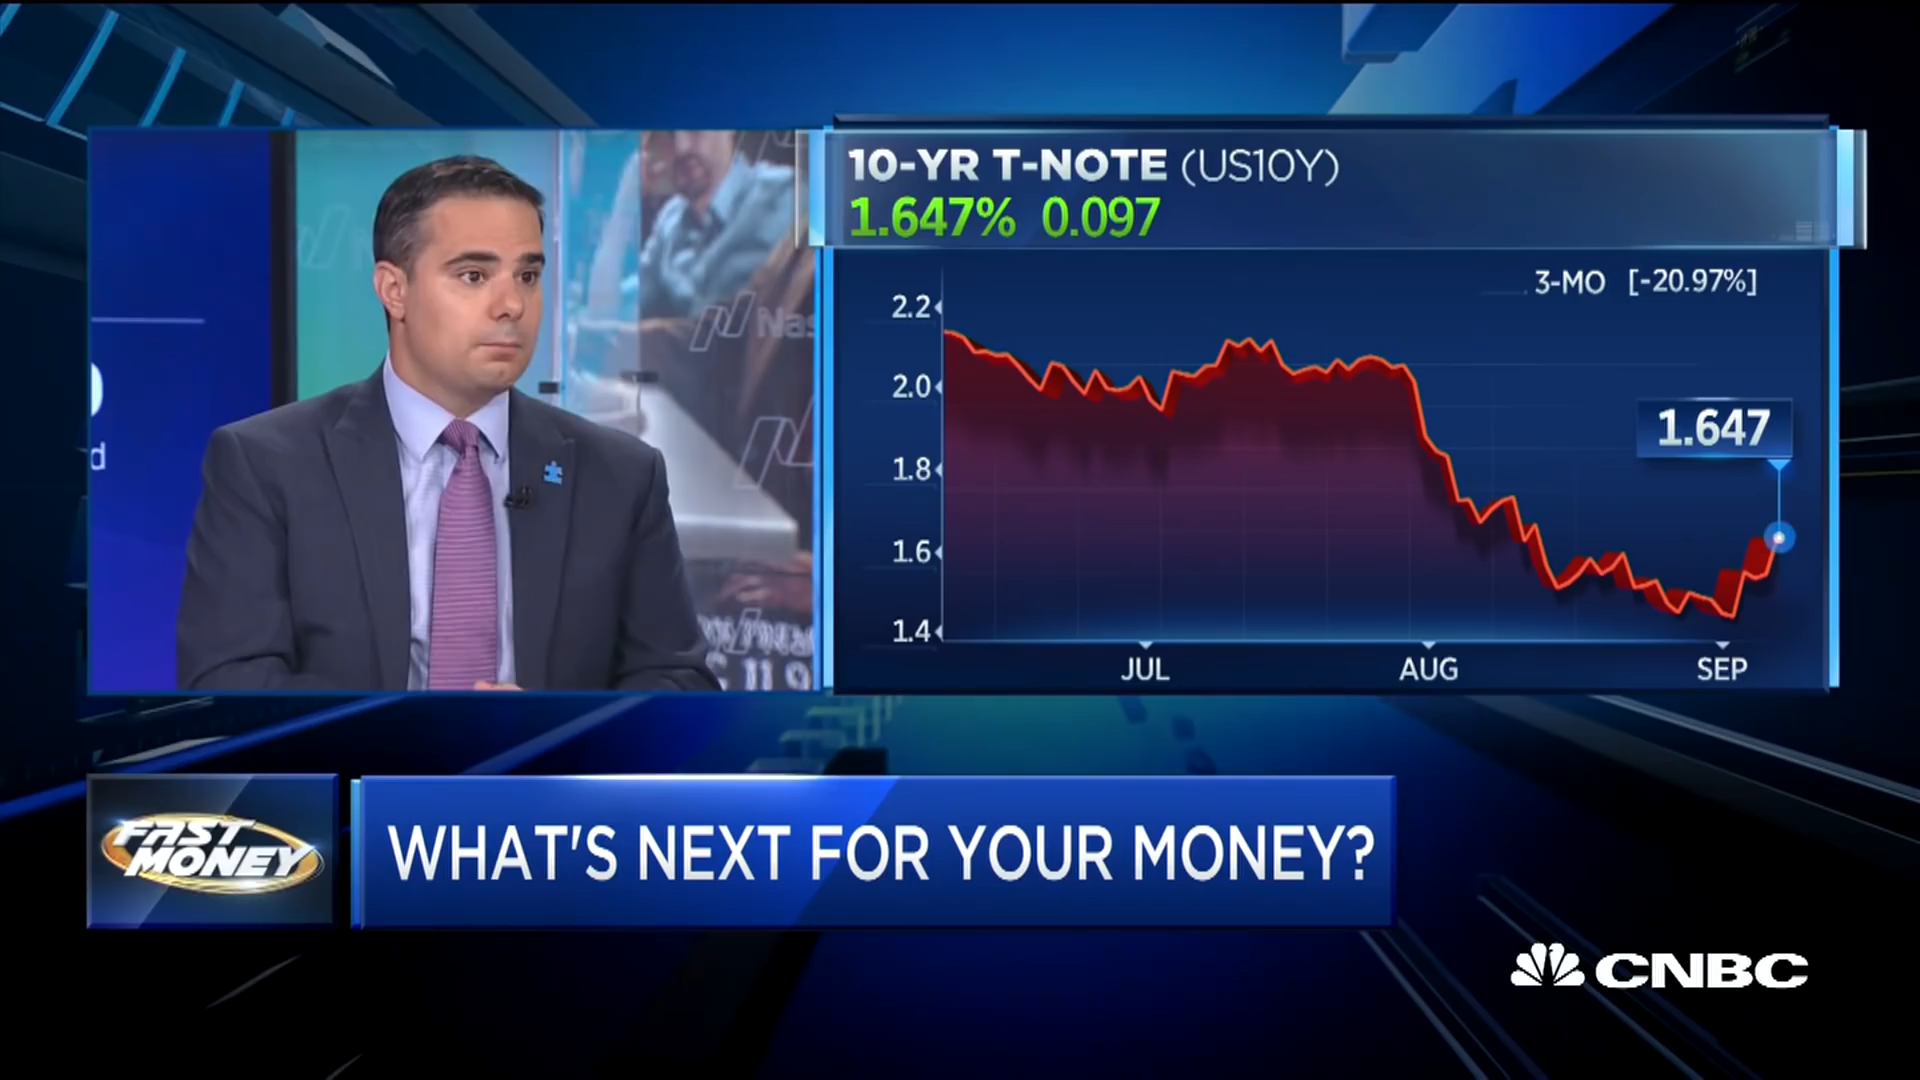 10-YR T-NOTE (US10Y)
1.647% 0.097
3-MO [-20.97%]
2.2
2.0
1.8
1.6
1.4
1.647
JUL AUG SEP
d
Nas
FAST
MONEY
WHAT'S NEXT FOR YOUR MONEY?
CNBC